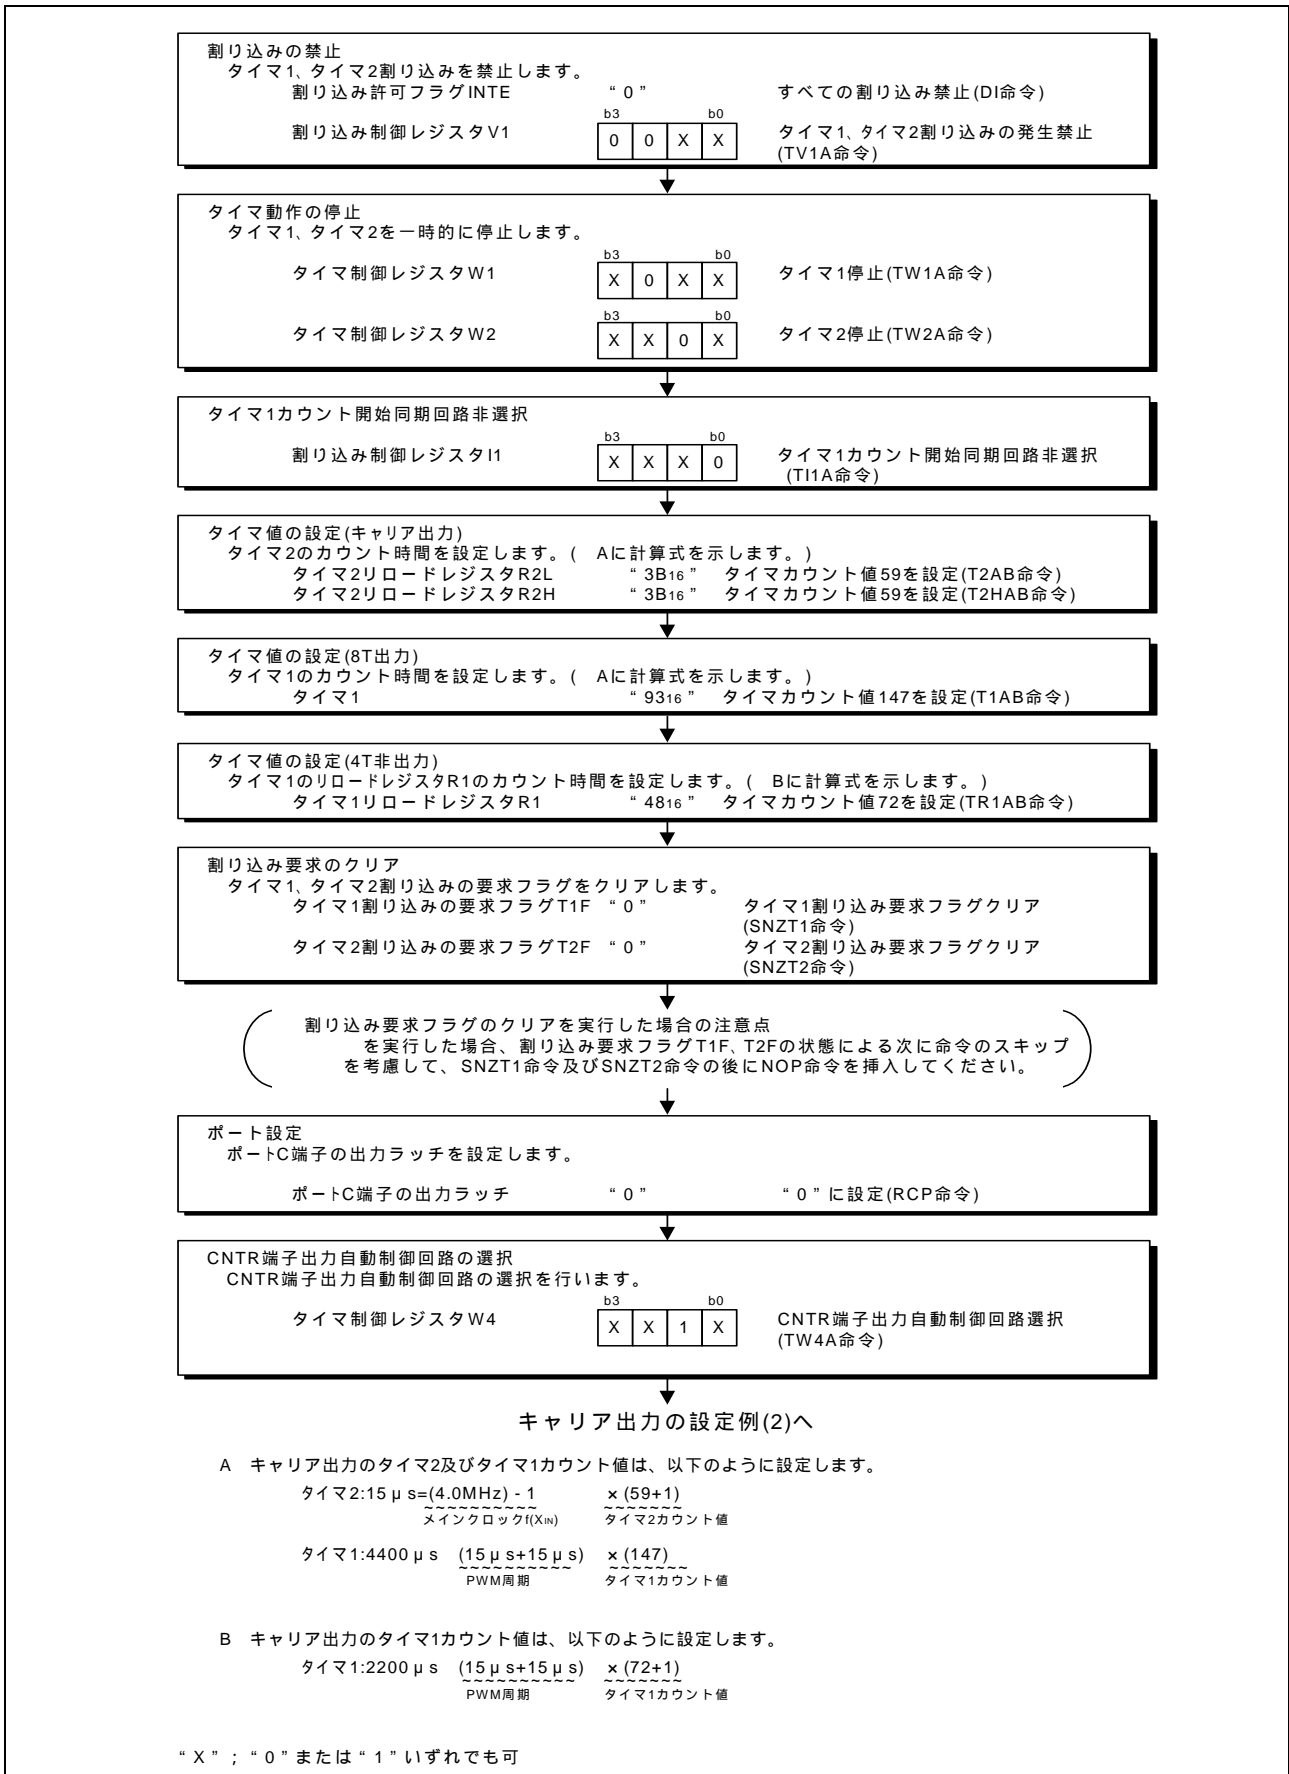 割り込みの禁止
タイマ1、タイマ2割り込みを禁止します。
割り込み許可フラグINTE “0” すべての割り込み禁止(DI命令)
b3 b0
割り込み制御レジスタV1 0 0 X X タイマ1、タイマ2割り込みの発生禁止
(TV1A命令)
タイマ動作の停止
タイマ1、タイマ2を一時的に停止します。
b3 b0
タイマ制御レジスタW1 X 0 X X タイマ1停止(TW1A命令)
b3 b0
タイマ制御レジスタW2 X X 0 X タイマ2停止(TW2A命令)
タイマ1カウント開始同期回路非選択
b3 b0
割り込み制御レジスタI1 X X X 0 タイマ1カウント開始同期回路非選択
(TI1A命令)
タイマ値の設定(キャリア出力)
タイマ2のカウント時間を設定します。( Aに計算式を示します。)
タイマ2リロードレジスタR2L “3B16” タイマカウント値59を設定(T2AB命令)
タイマ2リロードレジスタR2H “3B16” タイマカウント値59を設定(T2HAB命令)
タイマ値の設定(8T出力)
タイマ1のカウント時間を設定します。( Aに計算式を示します。)
タイマ1 “9316” タイマカウント値147を設定(T1AB命令)
タイマ値の設定(4T非出力)
タイマ1のリロードレジスタR1のカウント時間を設定します。( Bに計算式を示します。)
タイマ1リロードレジスタR1 “4816” タイマカウント値72を設定(TR1AB命令)
割り込み要求のクリア
タイマ1、タイマ2割り込みの要求フラグをクリアします。
タイマ1割り込みの要求フラグT1F “0” タイマ1割り込み要求フラグクリア
(SNZT1命令)
タイマ2割り込みの要求フラグT2F “0” タイマ2割り込み要求フラグクリア
(SNZT2命令)
割り込み要求フラグのクリアを実行した場合の注意点
を実行した場合、割り込み要求フラグT1F、T2Fの状態による次に命令のスキップ
を考慮して、SNZT1命令及びSNZT2命令の後にNOP命令を挿入してください。
ポート設定
ポートC端子の出力ラッチを設定します。
ポートC端子の出力ラッチ “0” “0”に設定(RCP命令)
CNTR端子出力自動制御回路の選択
CNTR端子出力自動制御回路の選択を行います。
b3 b0
タイマ制御レジスタW4 X X 1 X CNTR端子出力自動制御回路選択
(TW4A命令)
キャリア出力の設定例(2)へ
A キャリア出力のタイマ2及びタイマ1カウント値は、以下のように設定します。
タイマ2:15μs=(4.0MHz) - 1 ×(59+1)
メインクロックf(XIN) タイマ2カウント値
タイマ1:4400μs (15μs+15μs) ×(147)
PWM周期 タイマ1カウント値
B キャリア出力のタイマ1カウント値は、以下のように設定します。
タイマ1:2200μs (15μs+15μs) ×(72+1)
PWM周期 タイマ1カウント値
“X”;“0”または“1”いずれでも可